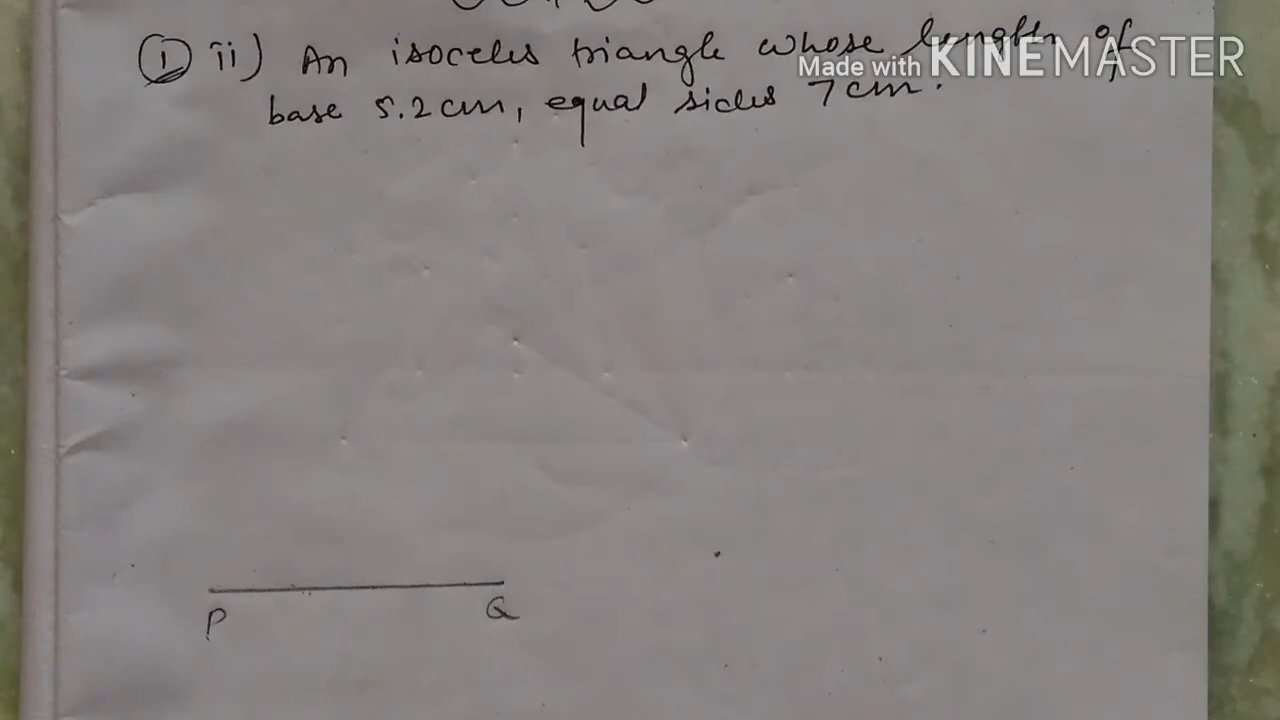 ① ii) An isoceles triangle whose length of
Made with KINEMASTER
base 5.2 cm, equal sides 7 cm.
P
Q